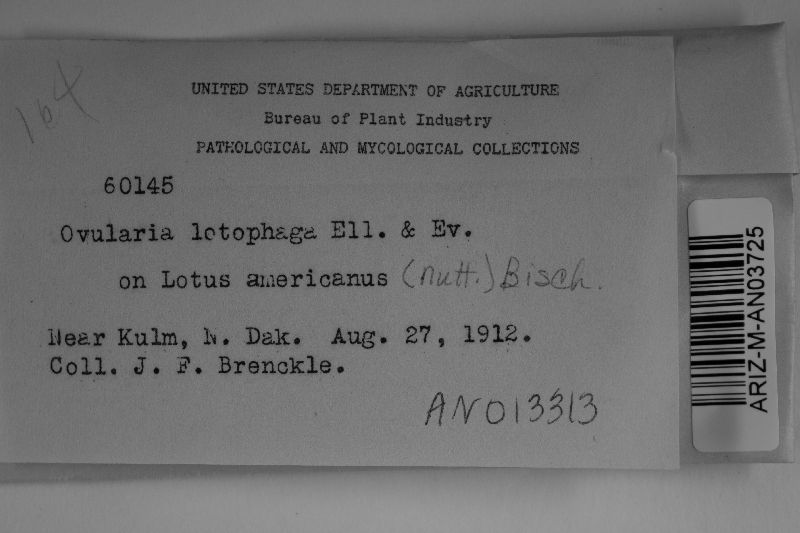 164
UNITED STATES DEPARTMENT OF AGRICULTURE
Bureau of Plant Industry
PATHOLOGICAL AND MYCOLOGICAL COLLECTIONS
60145
Ovularia lotophaga Ell. & Ev.
on Lotus americanus (Nutt.) Bisch.
Near Kulm, N. Dak. Aug. 27, 1912.
Coll. J. F. Brenckle.
AN013313
ARIZ-M-AN03725